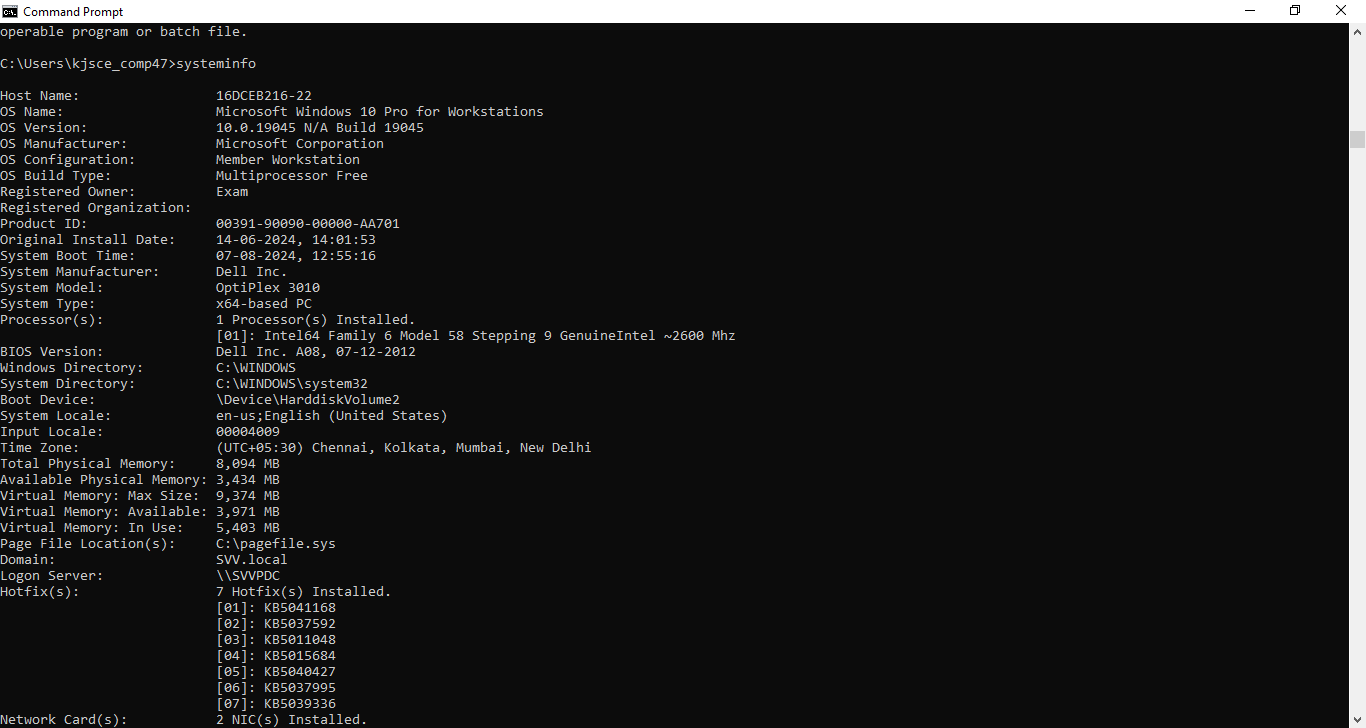 Command Prompt
operable program or batch file.
C:\Users\kjsce_comp47>systeminfo
Host Name: 16DCEB216-22
OS Name: Microsoft Windows 10 Pro for Workstations
OS Version: 10.0.19045 N/A Build 19045
OS Manufacturer: Microsoft Corporation
OS Configuration: Member Workstation
OS Build Type: Multiprocessor Free
Registered Owner: Exam
Registered Organization:
Product ID: 00391-90090-00000-AA701
Original Install Date: 14-06-2024, 14:01:53
System Boot Time: 07-08-2024, 12:55:16
System Manufacturer: Dell Inc.
System Model: OptiPlex 3010
System Type: x64-based PC
Processor(s): 1 Processor(s) Installed.
[01]: Intel64 Family 6 Model 58 Stepping 9 GenuineIntel ~2600 Mhz
BIOS Version: Dell Inc. A08, 07-12-2012
Windows Directory: C:\WINDOWS
System Directory: C:\WINDOWS\system32
Boot Device: \Device\HarddiskVolume2
System Locale: en-us;English (United States)
Input Locale: 00004009
Time Zone: (UTC+05:30) Chennai, Kolkata, Mumbai, New Delhi
Total Physical Memory: 8,094 MB
Available Physical Memory: 3,434 MB
Virtual Memory: Max Size: 9,374 MB
Virtual Memory: Available: 3,971 MB
Virtual Memory: In Use: 5,403 MB
Page File Location(s): C:\pagefile.sys
Domain: SVV.local
Logon Server: \\SVVPDC
Hotfix(s): 7 Hotfix(s) Installed.
[01]: KB5041168
[02]: KB5037592
[03]: KB5011048
[04]: KB5015684
[05]: KB5040427
[06]: KB5037995
[07]: KB5039336
Network Card(s): 2 NIC(s) Installed.